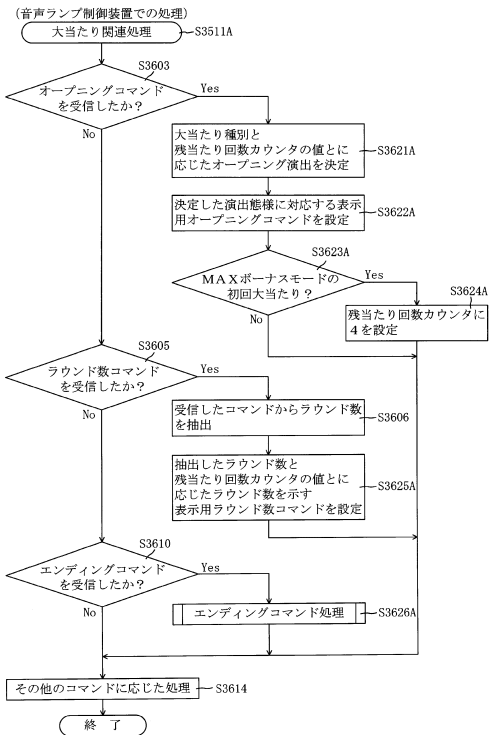 (音声ランプ制御装置での処理)
大当たり関連処理
S3511A
S3603
オープニングコマンド
を受信したか?
Yes
No
大当たり種別と
残当たり回数カウンタの値とに
応じたオープニング演出を決定
S3621A
決定した演出態様に対応する表示
用オープニングコマンドを設定
S3622A
S3623A
MAXボーナスモードの
初回大当たり?
Yes
No
S3624A
残当たり回数カウンタに
4を設定
S3605
ラウンド数コマンド
を受信したか?
Yes
No
受信したコマンドからラウンド数
を抽出
S3606
抽出したラウンド数と
残当たり回数カウンタの値とに
応じたラウンド数を示す
表示用ラウンド数コマンドを設定
S3625A
S3610
エンディングコマンド
を受信したか?
Yes
No
エンディングコマンド処理
S3626A
その他のコマンドに応じた処理
S3614
終 了